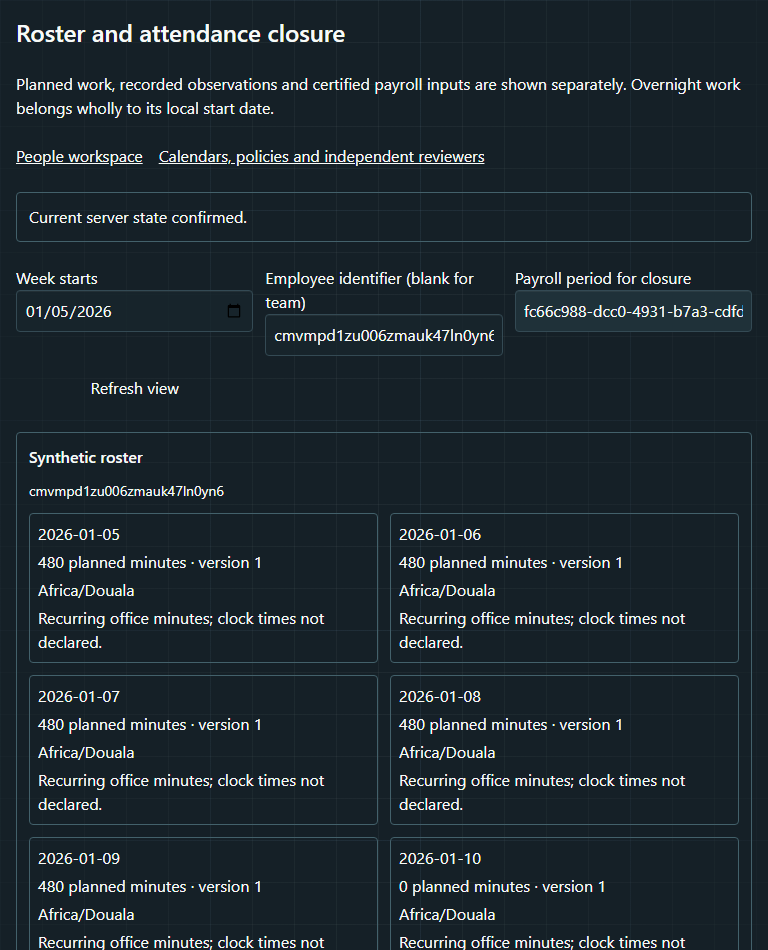 Roster and attendance closure
Planned work, recorded observations and certified payroll inputs are shown separately. Overnight work
belongs wholly to its local start date.
People workspace Calendars, policies and independent reviewers
Current server state confirmed.
Week starts
01/05/2026
Employee identifier (blank for
team)
cmvmpd1zu006zmauk47ln0yn6
Payroll period for closure
fc66c988-dcc0-4931-b7a3-cdfd
Refresh view
Synthetic roster
cmvmpd1zu006zmauk47ln0yn6
2026-01-05
480 planned minutes · version 1
Africa/Douala
Recurring office minutes; clock times not
declared.
2026-01-06
480 planned minutes · version 1
Africa/Douala
Recurring office minutes; clock times not
declared.
2026-01-07
480 planned minutes · version 1
Africa/Douala
Recurring office minutes; clock times not
declared.
2026-01-08
480 planned minutes · version 1
Africa/Douala
Recurring office minutes; clock times not
declared.
2026-01-09
480 planned minutes · version 1
Africa/Douala
Recurring office minutes; clock times not
2026-01-10
0 planned minutes · version 1
Africa/Douala
Recurring office minutes; clock times not